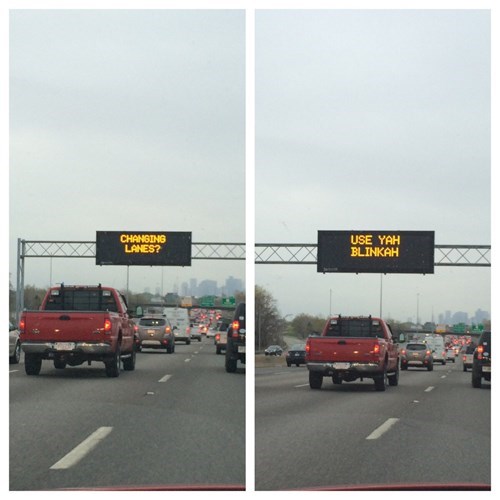 CHANGING
LANES?
USE YAH
BLINKAH